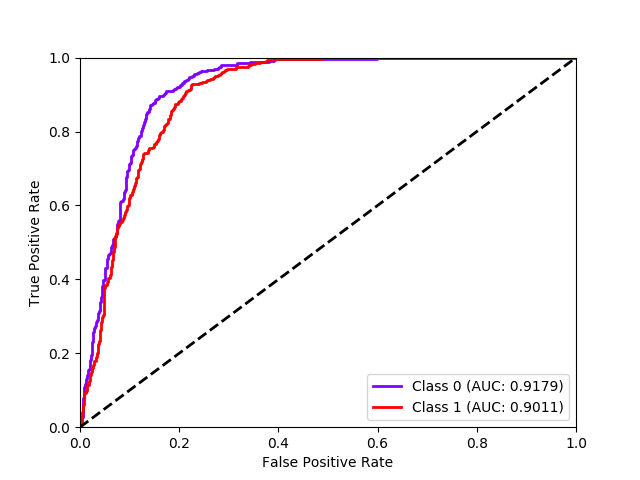 1.0
0.8
0.6
0.4
0.2
0.0
True Positive Rate
Class 0 (AUC: 0.9179)
Class 1 (AUC: 0.9011)
0.0 0.2 0.4 0.6 0.8 1.0
False Positive Rate